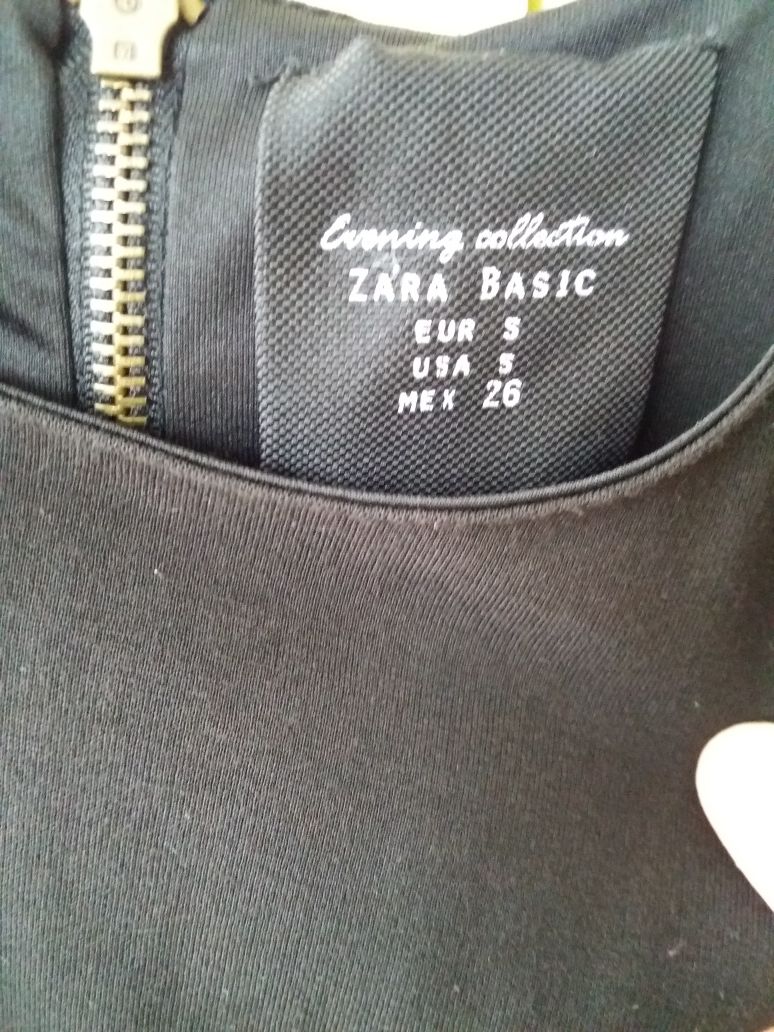 Evening collection
ZARA BASIC
EUR S
USA S
MEX 26